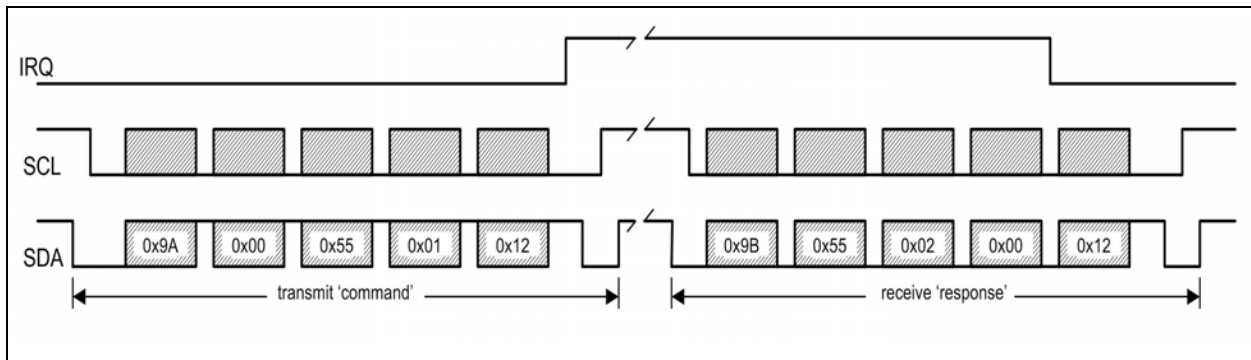 IRQ
SCL
SDA 0x9A 0x00 0x55 0x01 0x12 0x9B 0x55 0x02 0x00 0x12
transmit ‘command’ receive ‘response’